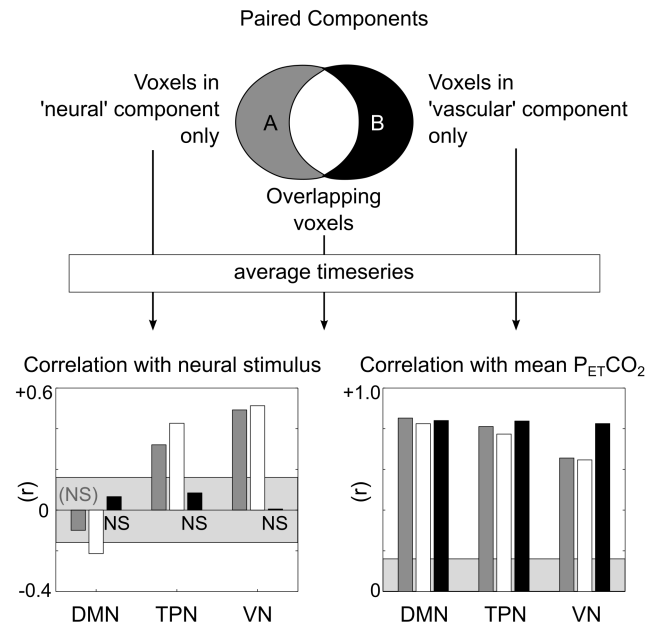 Paired Components
Voxels in
'neural' component
only
A
B
Voxels in
'vascular' component
only
Overlapping
voxels
average timeseries
Correlation with neural stimulus
+0.6
(r)
(NS)
0
NS
NS
NS
-0.4
DMN
TPN
VN
Correlation with mean PETCO2
+1.0
(r)
0
DMN
TPN
VN